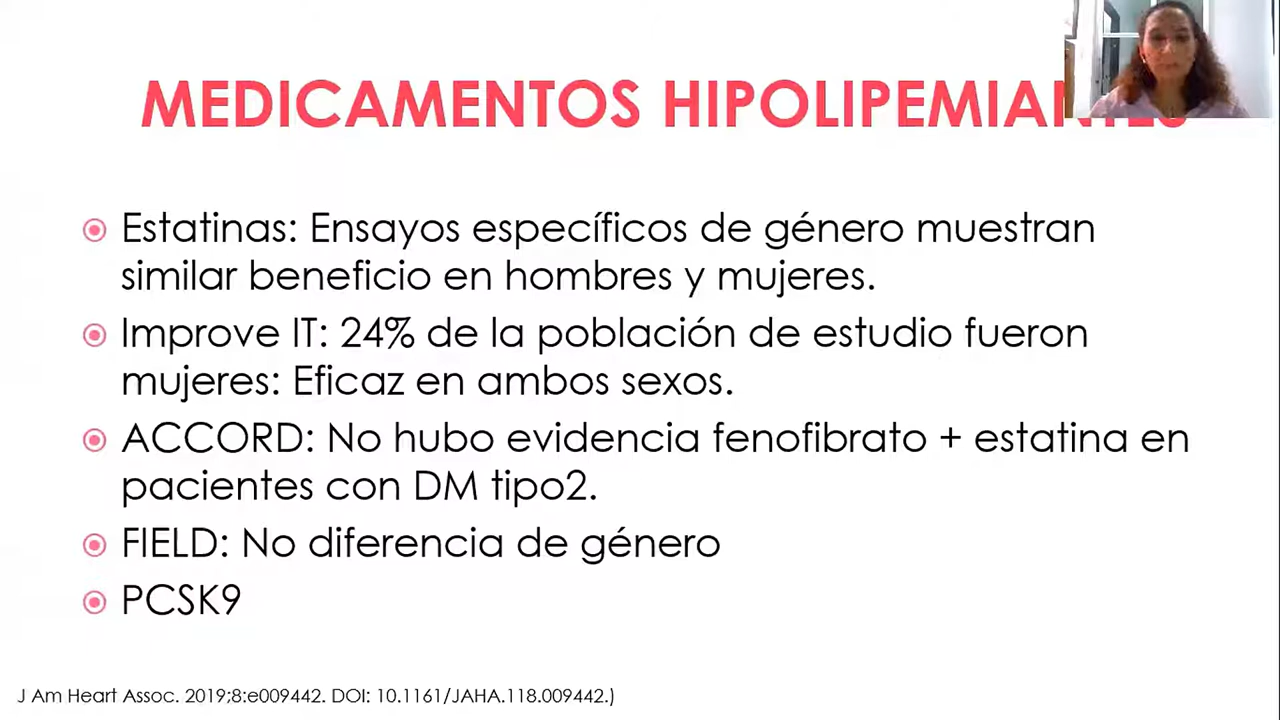 MEDICAMENTOS HIPOLIPEMIANTES
Estatinas: Ensayos específicos de género muestran
similar beneficio en hombres y mujeres.
Improve IT: 24% de la población de estudio fueron
mujeres: Eficaz en ambos sexos.
ACCORD: No hubo evidencia fenofibrato + estatina en
pacientes con DM tipo2.
FIELD: No diferencia de género
PCSK9
J Am Heart Assoc. 2019;8:e009442. DOI: 10.1161/JAHA.118.009442.)